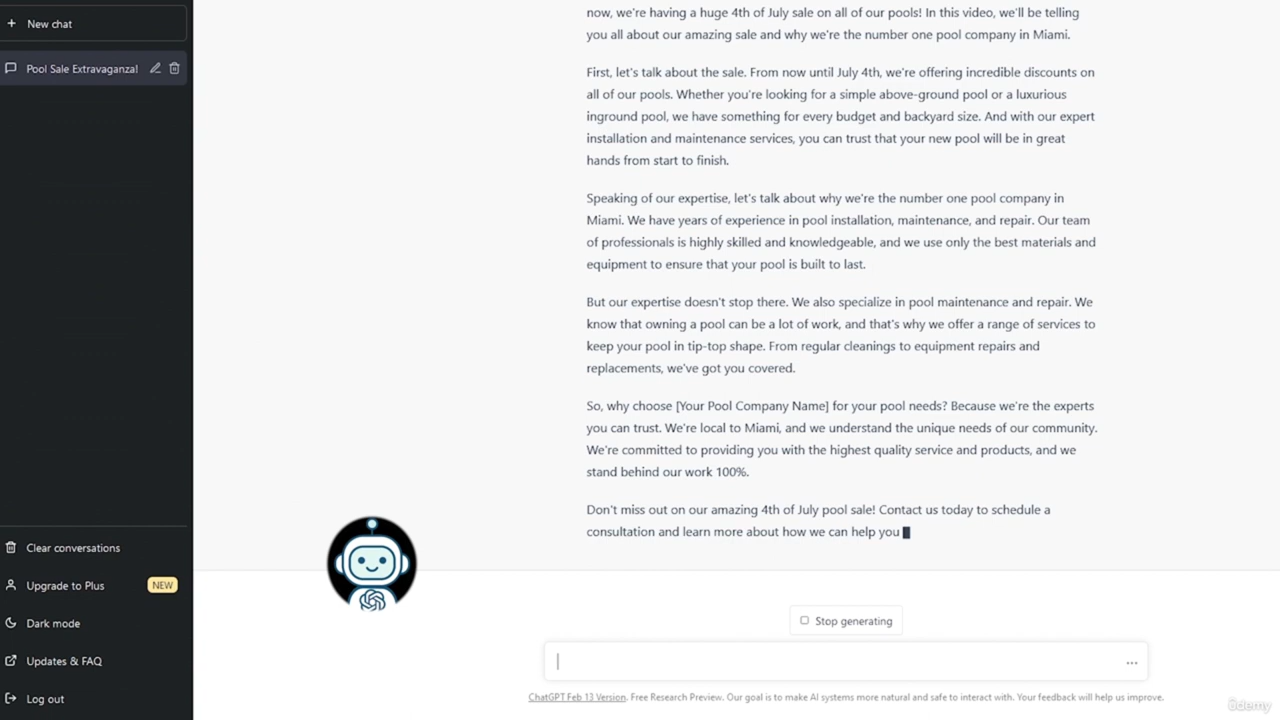 New chat
Pool Sale Extravaganza!
now, we're having a huge 4th of July sale on all of our pools! In this video, we'll be telling
you all about our amazing sale and why we're the number one pool company in Miami.
First, let's talk about the sale. From now until July 4th, we're offering incredible discounts on
all of our pools. Whether you're looking for a simple above-ground pool or a luxurious
inground pool, we have something for every budget and backyard size. And with our expert
installation and maintenance services, you can trust that your new pool will be in great
hands from start to finish.
Speaking of our expertise, let's talk about why we're the number one pool company in
Miami. We have years of experience in pool installation, maintenance, and repair. Our team
of professionals is highly skilled and knowledgeable, and we use only the best materials and
equipment to ensure that your pool is built to last.
But our expertise doesn't stop there. We also specialize in pool maintenance and repair. We
know that owning a pool can be a lot of work, and that's why we offer a range of services to
keep your pool in tip-top shape. From regular cleanings to equipment repairs and
replacements, we've got you covered.
So, why choose [Your Pool Company Name] for your pool needs? Because we're the experts
you can trust. We're local to Miami, and we understand the unique needs of our community.
We're committed to providing you with the highest quality service and products, and we
stand behind our work 100%.
Don't miss out on our amazing 4th of July pool sale! Contact us today to schedule a
consultation and learn more about how we can help you
Clear conversations
Upgrade to Plus NEW
Dark mode
Updates & FAQ
Log out
Stop generating
ChatGPT Feb 13 Version. Free Research Preview. Our goal is to make AI systems more natural and safe to interact with. Your feedback will help us improve.
ûdemy